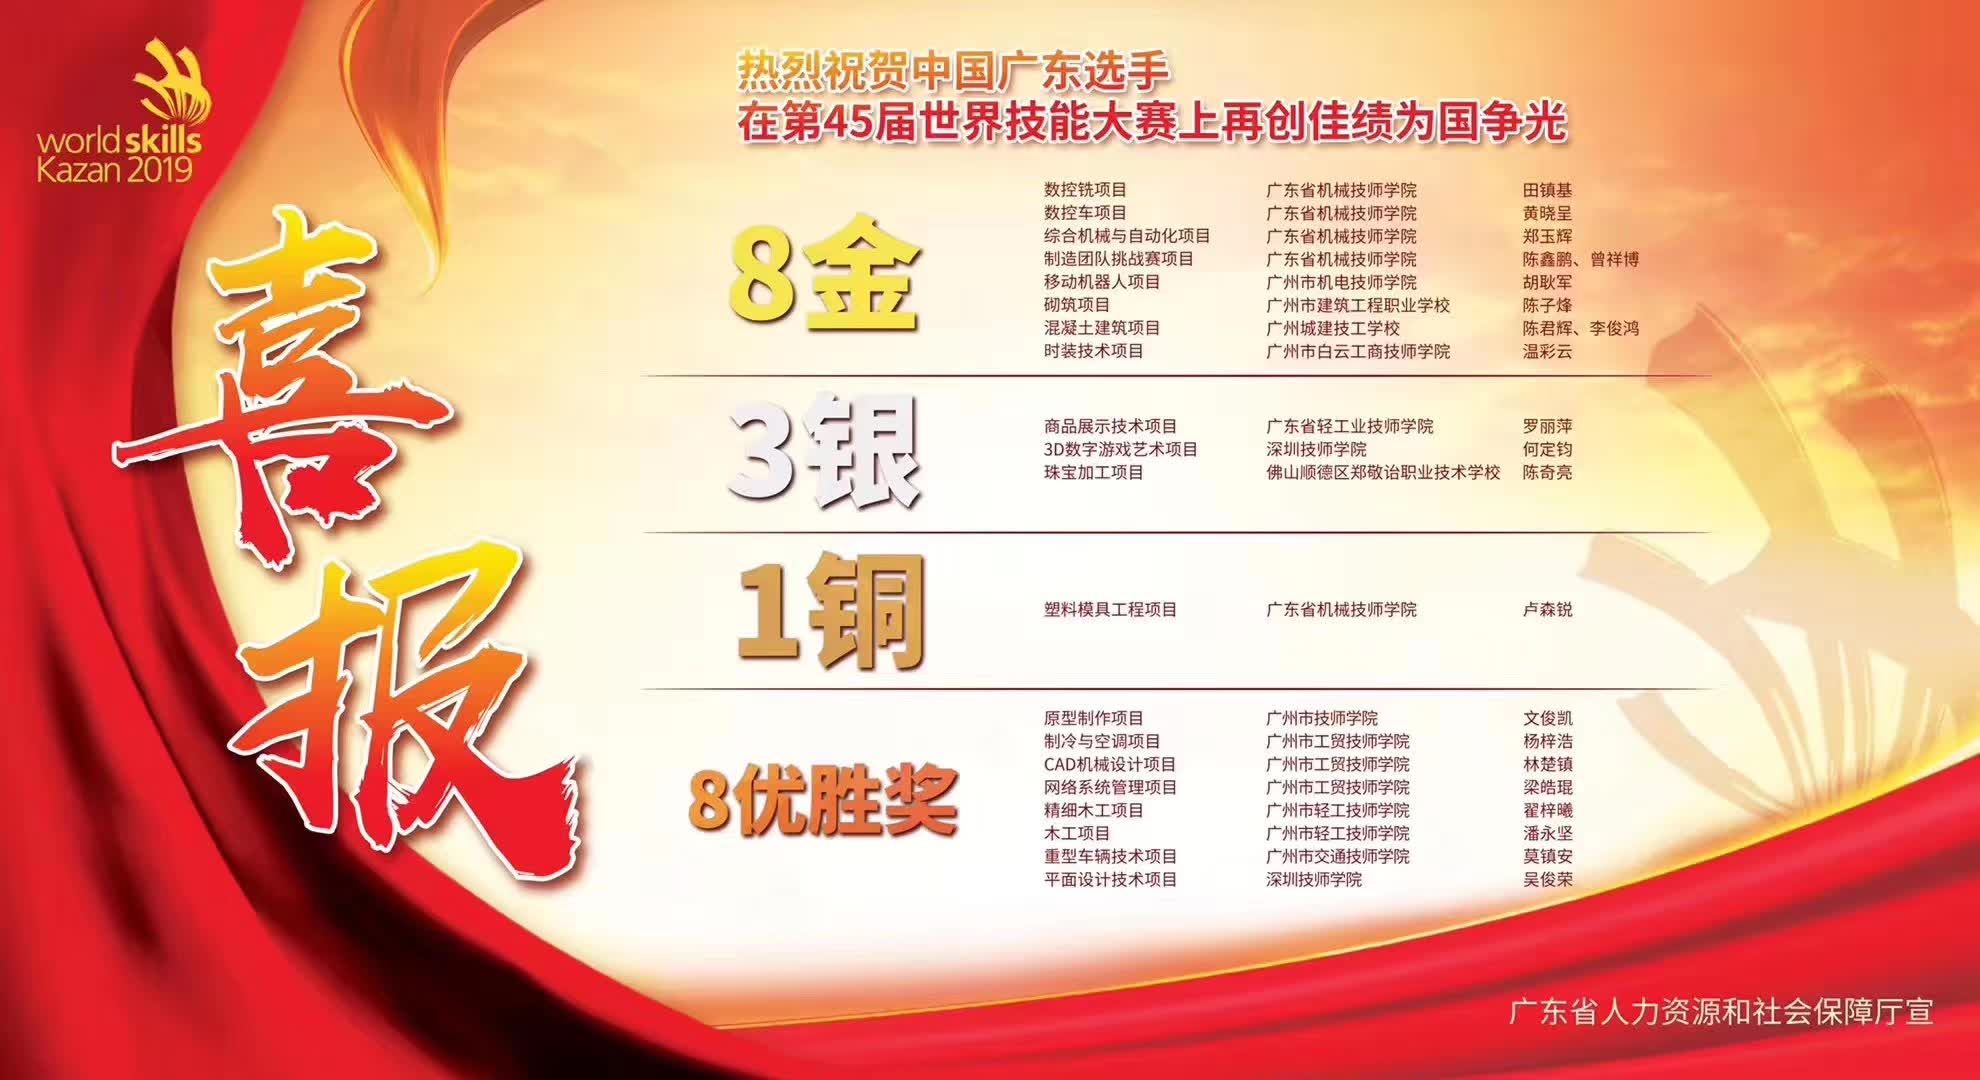 world skills
Kazan 2019
喜报
热烈祝贺中国广东选手
在第45届世界技能大赛上再创佳绩为国争光
8金
数控铣项目 广东省机械技师学院 田镇基
数控车项目 广东省机械技师学院 黄晓呈
综合机械与自动化项目 广东省机械技师学院 郑玉辉
制造团队挑战赛项目 广东省机械技师学院 陈鑫鹏、曾祥博
移动机器人项目 广州市机电技师学院 胡耿军
砌筑项目 广州市建筑工程职业学校 陈子烽
混凝土建筑项目 广州城建技工学校 陈君辉、李俊鸿
时装技术项目 广州市白云工商技师学院 温彩云
3银
商品展示技术项目 广东省轻工业技师学院 罗丽萍
3D数字游戏艺术项目 深圳技师学院 何定钧
珠宝加工项目 佛山顺德区郑敬诒职业技术学校 陈奇亮
1铜
塑料模具工程项目 广东省机械技师学院 卢森锐
8优胜奖
原型制作项目 广州市技师学院 文俊凯
制冷与空调项目 广州市工贸技师学院 杨梓浩
CAD机械设计项目 广州市工贸技师学院 林楚镇
网络系统管理项目 广州市工贸技师学院 梁皓琨
精细木工项目 广州市轻工技师学院 翟梓曦
木工项目 广州市轻工技师学院 潘永坚
重型车辆技术项目 广州市交通技师学院 莫镇安
平面设计技术项目 深圳技师学院 吴俊荣
广东省人力资源和社会保障厅宣